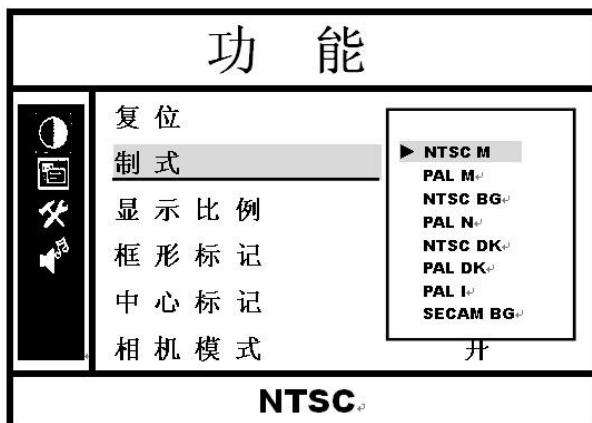 功 能
复 位
制 式
显 示 比 例
框 形 标 记
中 心 标 记
相 机 模 式 开
NTSC M
PAL M
NTSC BG
PAL N
NTSC DK
PAL DK
PAL I
SECAM BG
NTSC